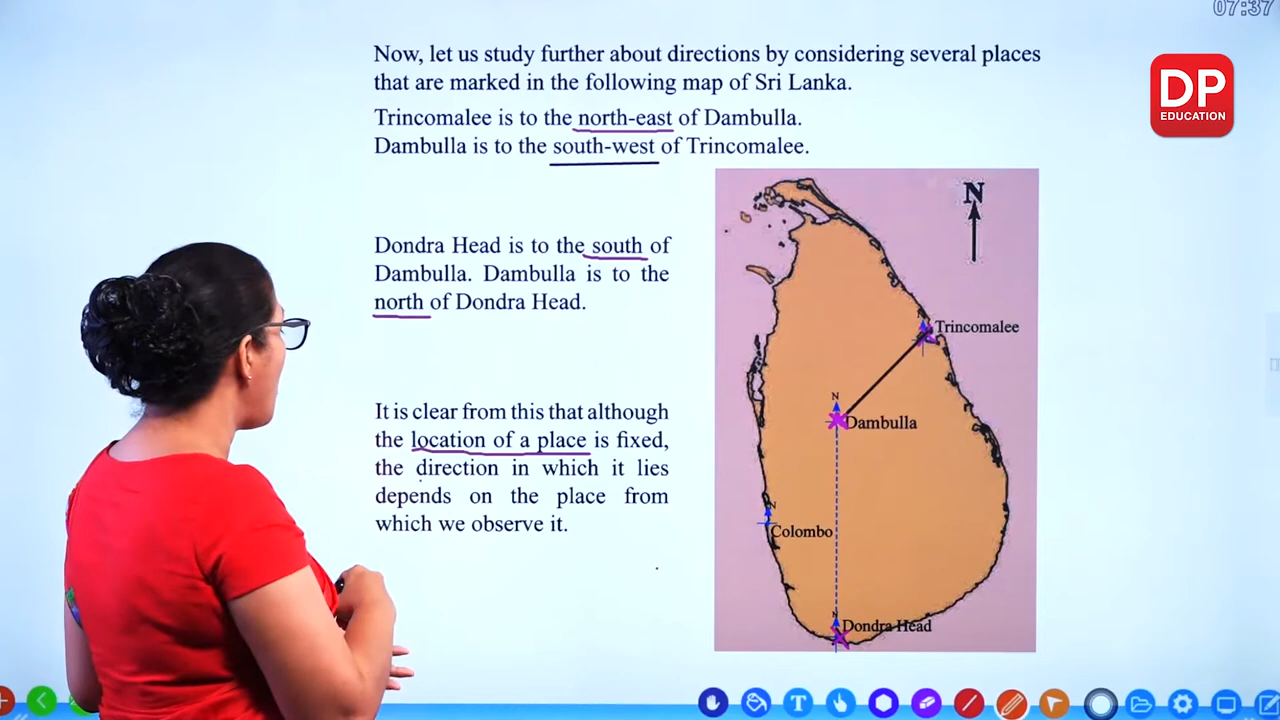 07:37
Now, let us study further about directions by considering several places
that are marked in the following map of Sri Lanka.
Trincomalee is to the north-east of Dambulla.
Dambulla is to the south-west of Trincomalee.
DP
EDUCATION
Dondra Head is to the south of
Dambulla. Dambulla is to the
north of Dondra Head.
It is clear from this that although
the location of a place is fixed,
the direction in which it lies
depends on the place from
which we observe it.
N
N
Trincomalee
N
Dambulla
N
Colombo
N
Dondra Head
T